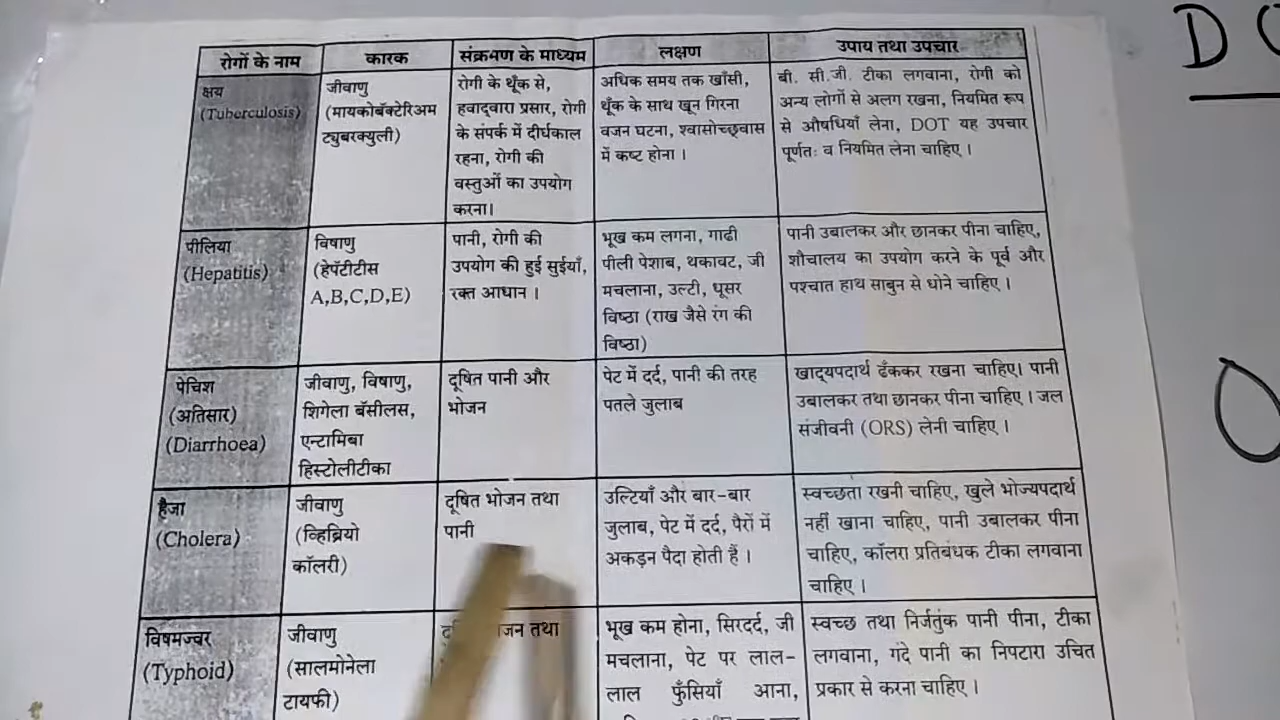 D
रोगों के नाम
कारक
संक्रमण के माध्यम
लक्षण
उपाय तथा उपचार
क्षय
(Tuberculosis)
जीवाणु
(मायकोबॅक्टेरिअम
ट्युबरक्युली)
रोगी के थूँक से,
हवाद्‌वारा प्रसार, रोगी
के संपर्क में दीर्घकाल
रहना, रोगी की
वस्तुओं का उपयोग
करना।
अधिक समय तक खाँसी,
थूँक के साथ खून गिरना
वजन घटना, श्वासोच्छ्‌वास
में कष्ट होना ।
बी. सी.जी. टीका लगवाना, रोगी को
अन्य लोगों से अलग रखना, नियमित रूप
से औषधियाँ लेना, DOT यह उपचार
पूर्णतः व नियमित लेना चाहिए ।
पीलिया
(Hepatitis)
विषाणु
(हेपॅटीटीस
A,B,C,D,E)
पानी, रोगी की
उपयोग की हुई सुईयाँ,
रक्त आधान ।
भूख कम लगना, गाढी
पीली पेशाब, थकावट, जी
मचलाना, उल्टी, धूसर
विष्ठा (राख जैसे रंग की
विष्ठा)
पानी उबालकर और छानकर पीना चाहिए,
शौचालय का उपयोग करने के पूर्व और
पश्चात हाथ साबुन से धोने चाहिए ।
पेचिश
(अतिसार)
(Diarrhoea)
जीवाणु, विषाणु,
शिगेला बॅसीलस,
एन्टामिबा
हिस्टोलीटीका
दूषित पानी और
भोजन
पेट में दर्द, पानी की तरह
पतले जुलाब
खाद्‌यपदार्थ ढँककर रखना चाहिए। पानी
उबालकर तथा छानकर पीना चाहिए । जल
संजीवनी (ORS) लेनी चाहिए ।
हैजा
(Cholera)
जीवाणु
(व्हिब्रियो
कॉलरी)
दूषित भोजन तथा
पानी
उल्टियाँ और बार-बार
जुलाब, पेट में दर्द, पैरों में
अकड़न पैदा होती हैं ।
स्वच्छता रखनी चाहिए, खुले भोज्यपदार्थ
नहीं खाना चाहिए, पानी उबालकर पीना
चाहिए, कॉलरा प्रतिबंधक टीका लगवाना
चाहिए ।
विषमज्वर
(Typhoid)
जीवाणु
(सालमोनेला
टायफी)
तथा
भूख कम होना, सिरदर्द, जी
मचलाना, पेट पर लाल-
लाल फुँसियाँ आना,
स्वच्छ तथा निर्जतुंक पानी पीना, टीका
लगवाना, गंदे पानी का निपटारा उचित
प्रकार से करना चाहिए ।